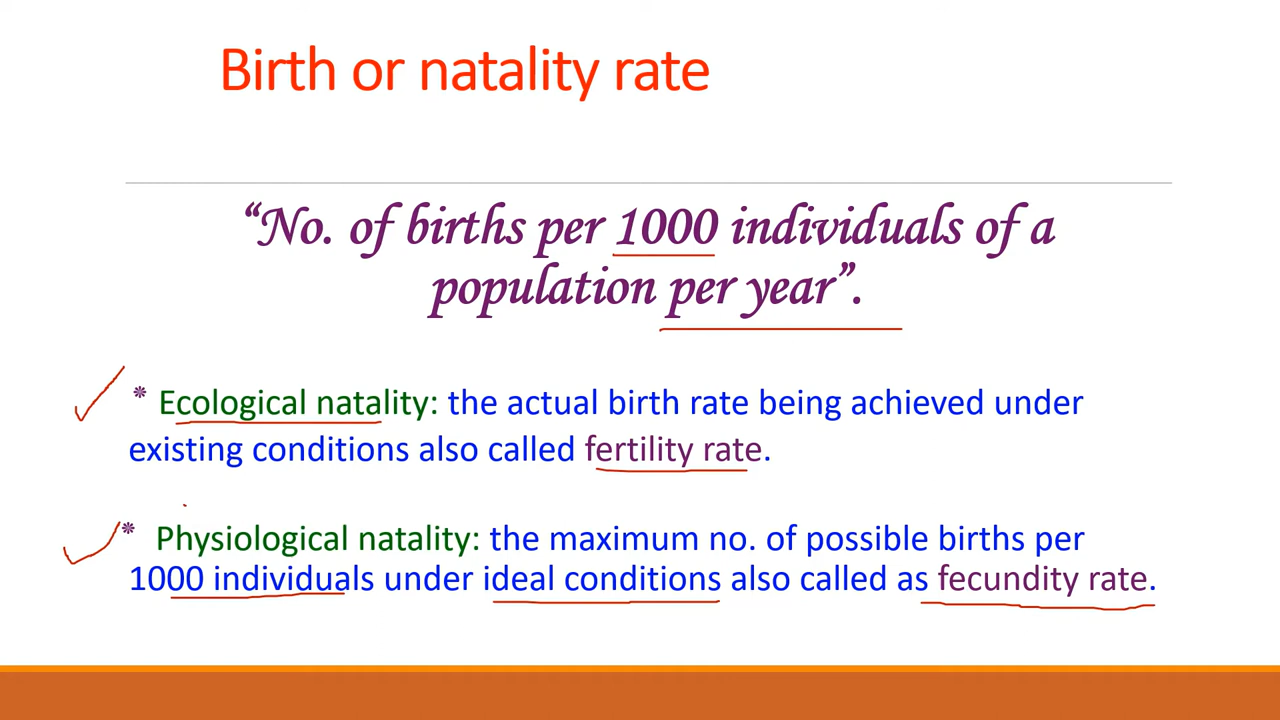 Birth or natality rate
“No. of births per 1000 individuals of a
population per year”.
* Ecological natality: the actual birth rate being achieved under
existing conditions also called fertility rate.
* Physiological natality: the maximum no. of possible births per
1000 individuals under ideal conditions also called as fecundity rate.